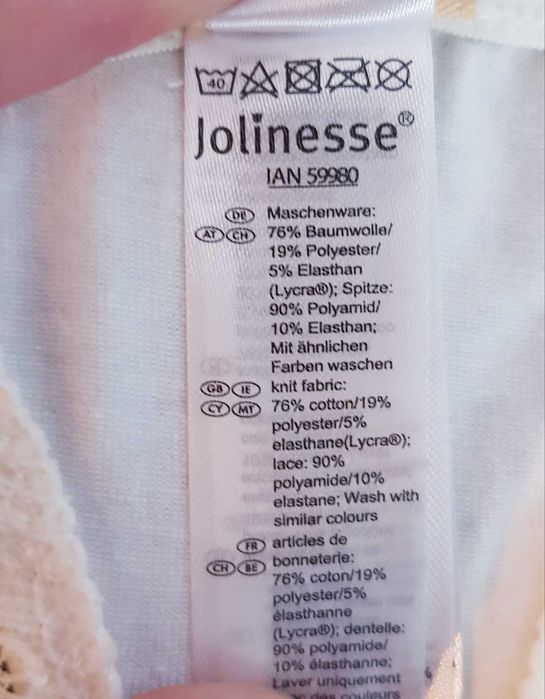 40
Jolinesse®
IAN 59980
DE Maschenware:
AT CH 76% Baumwolle/
19% Polyester/
5% Elasthan
(Lycra®); Spitze:
90% Polyamid/
10% Elasthan;
Mit ähnlichen
Farben waschen
GB IE knit fabric:
CY MT 76% cotton/19%
polyester/5%
elasthane(Lycra®);
lace: 90%
polyamide/10%
elastane; Wash with
similar colours
FR articles de
CH BE bonneterie:
76% coton/19%
polyester/5%
élasthanne
(Lycra®); dentelle:
90% polyamide/
10% élasthanne;
Laver uniquement
des couleurs